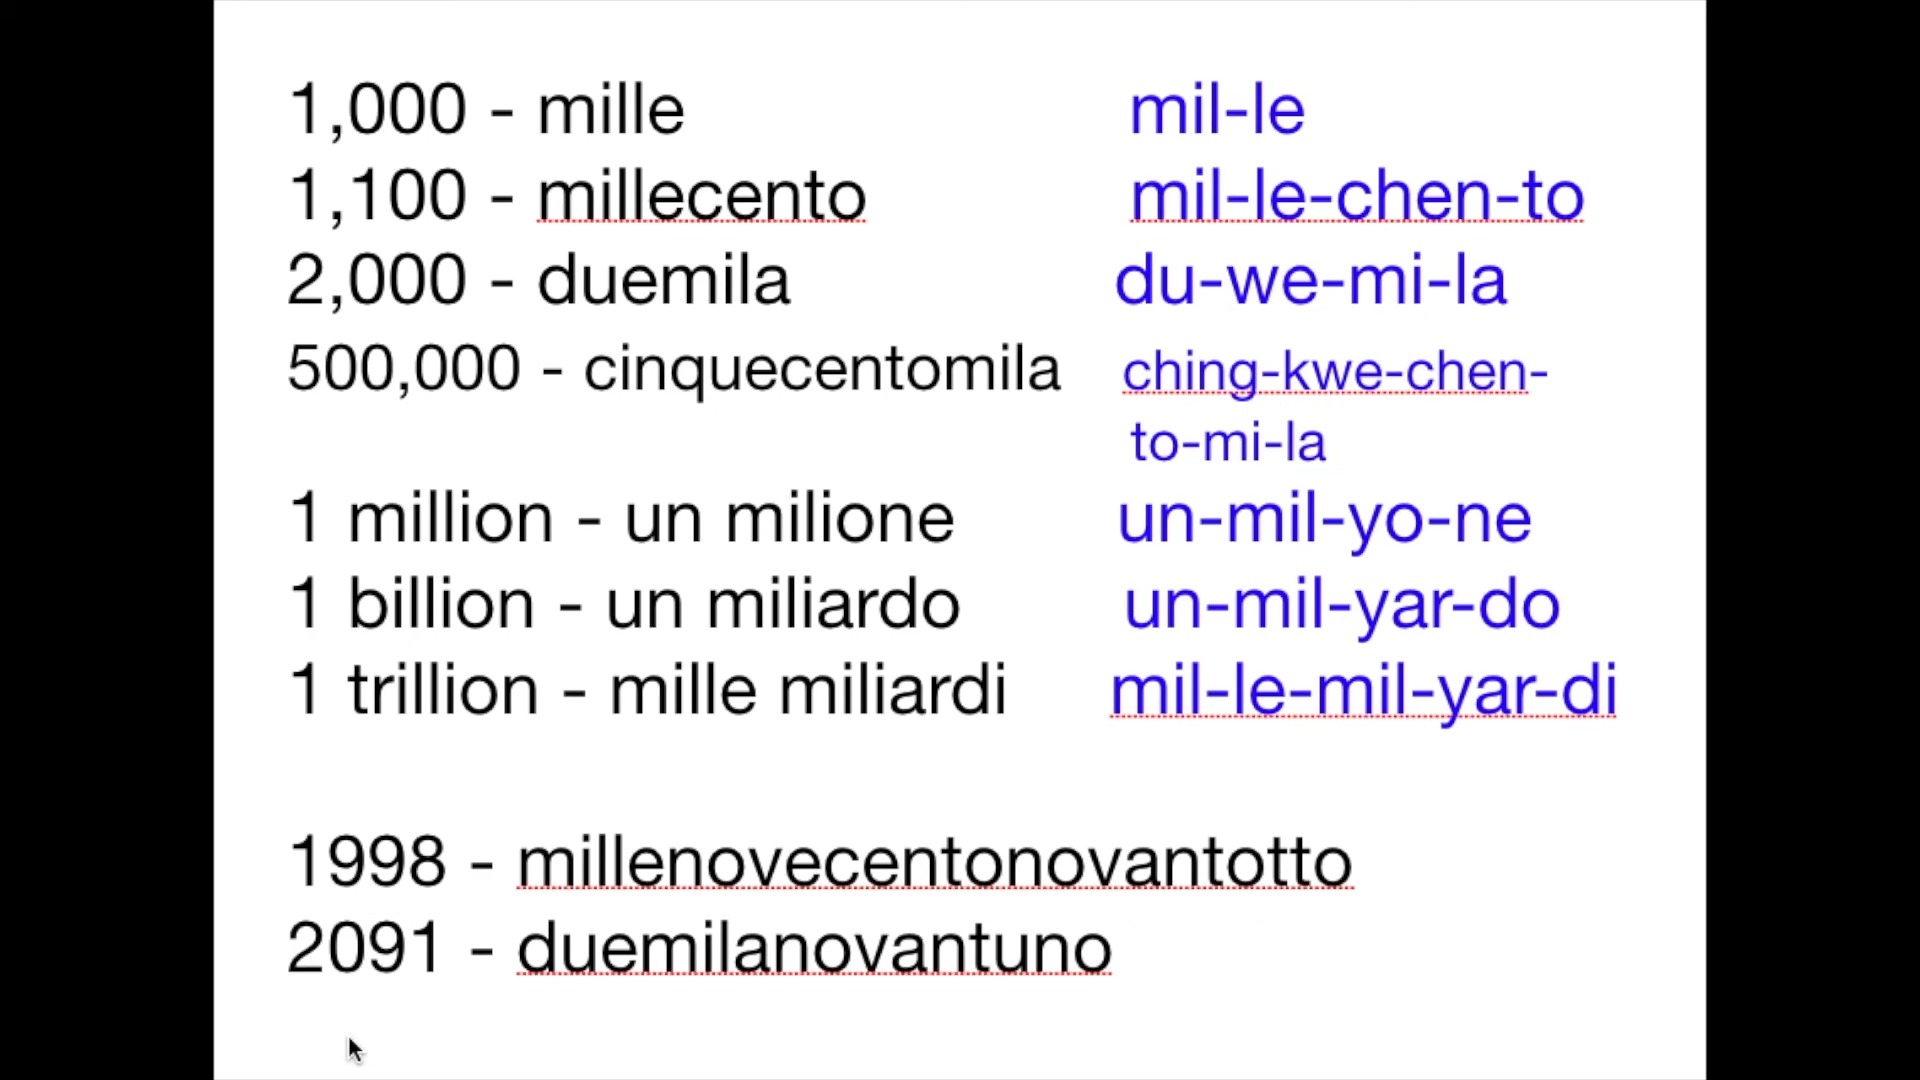 1,000 - mille mil-le
1,100 - millecento mil-le-chen-to
2,000 - duemila du-we-mi-la
500,000 - cinquecentomila ching-kwe-chen-
to-mi-la
1 million - un milione un-mil-yo-ne
1 billion - un miliardo un-mil-yar-do
1 trillion - mille miliardi mil-le-mil-yar-di
1998 - millenovecentonovantotto
2091 - duemilanovantuno